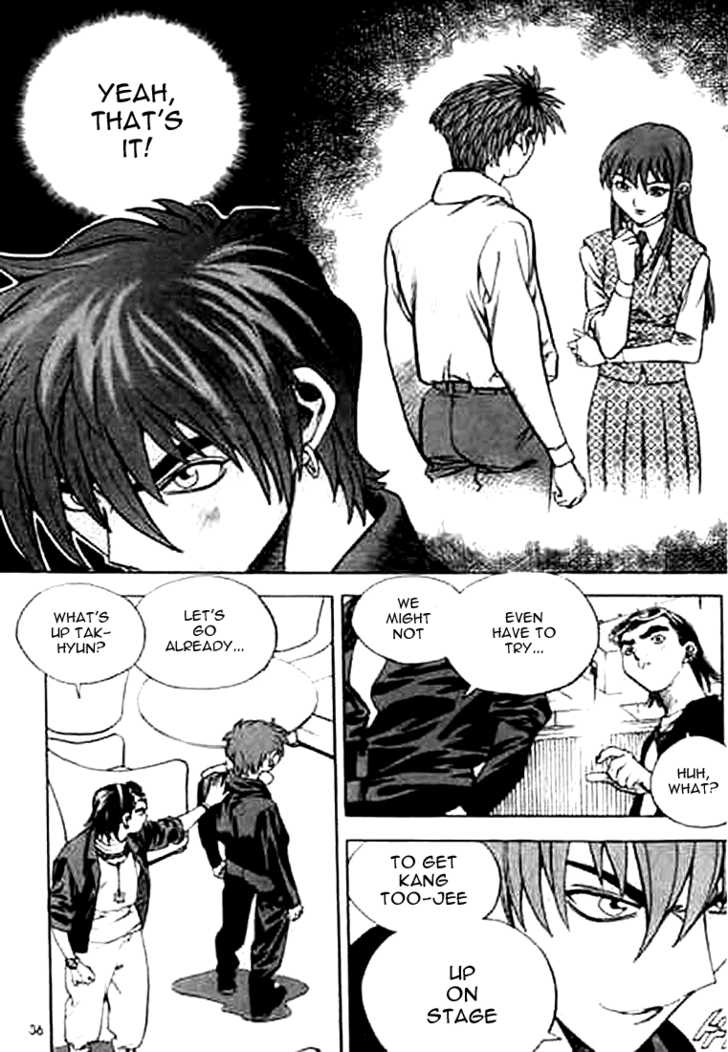 YEAH,
THAT'S
IT!
WHAT'S
UP TAK-
HYUN?
LET'S
GO
ALREADY...
WE
MIGHT
NOT
EVEN
HAVE TO
TRY...
HUH,
WHAT?
TO GET
KANG
TOO-JEE
UP
ON
STAGE
36